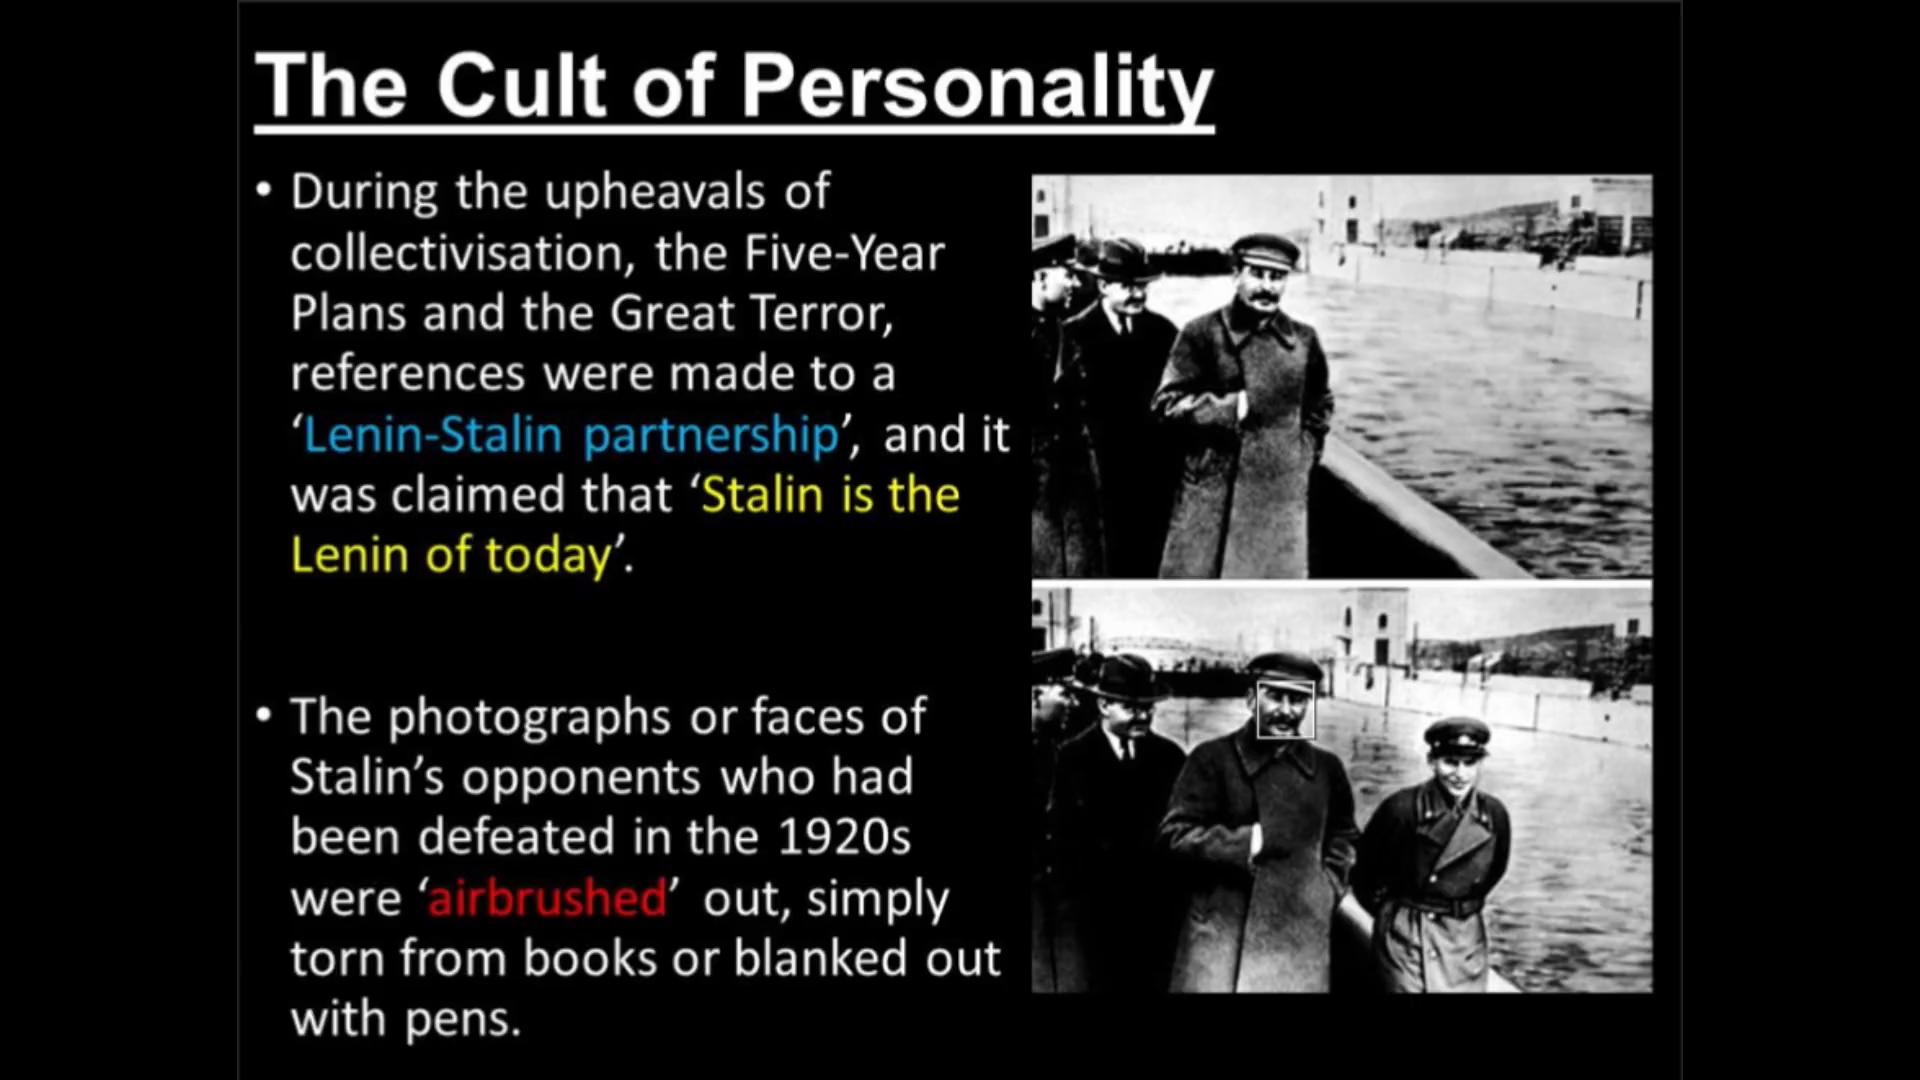 The Cult of Personality
• During the upheavals of
collectivisation, the Five-Year
Plans and the Great Terror,
references were made to a
‘Lenin-Stalin partnership’, and it
was claimed that ‘Stalin is the
Lenin of today’.
• The photographs or faces of
Stalin’s opponents who had
been defeated in the 1920s
were ‘airbrushed’ out, simply
torn from books or blanked out
with pens.